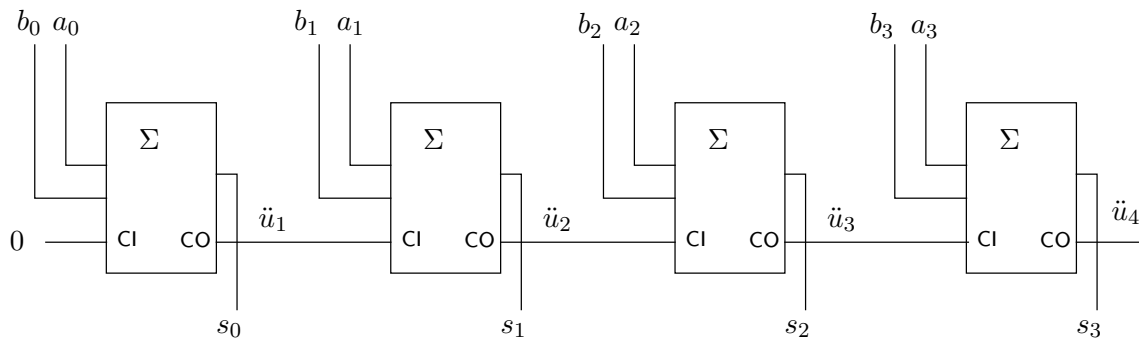 b₀ a₀ b₁ a₁ b₂ a₂ b₃ a₃
Σ Σ Σ Σ
ü₁ ü₂ ü₃ ü₄
0 CI CO CI CO CI CO CI CO
s₀ s₁ s₂ s₃